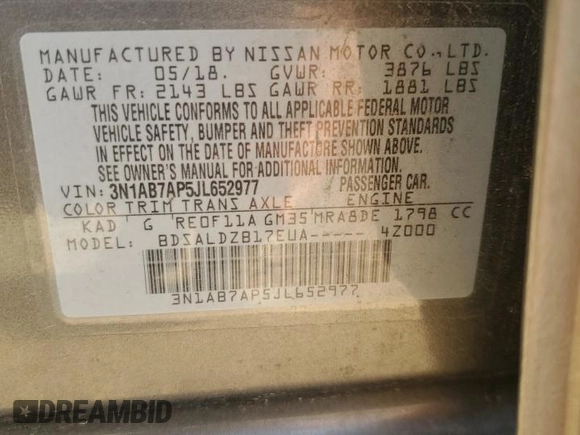 MANUFACTURED BY NISSAN MOTOR CO., LTD.
DATE: 05/18. GVWR: 3876 LBS
GAWR FR: 2143 LBS GAWR RR: 1881 LBS
THIS VEHICLE CONFORMS TO ALL APPLICABLE FEDERAL MOTOR
VEHICLE SAFETY, BUMPER AND THEFT PREVENTION STANDARDS
IN EFFECT ON THE DATE OF MANUFACTURE SHOWN ABOVE.
SEE OWNER'S MANUAL FOR ADDITIONAL INFORMATION.
VIN: 3N1AB7AP5JL652977 PASSENGER CAR.
COLOR TRIM TRANS AXLE ENGINE
KAD G RE0F11A GM35 MRA8DE 1798 CC
MODEL: BDSALDZB17EUA----- 4Z000
3N1AB7AP5JL652977
DREAMBID